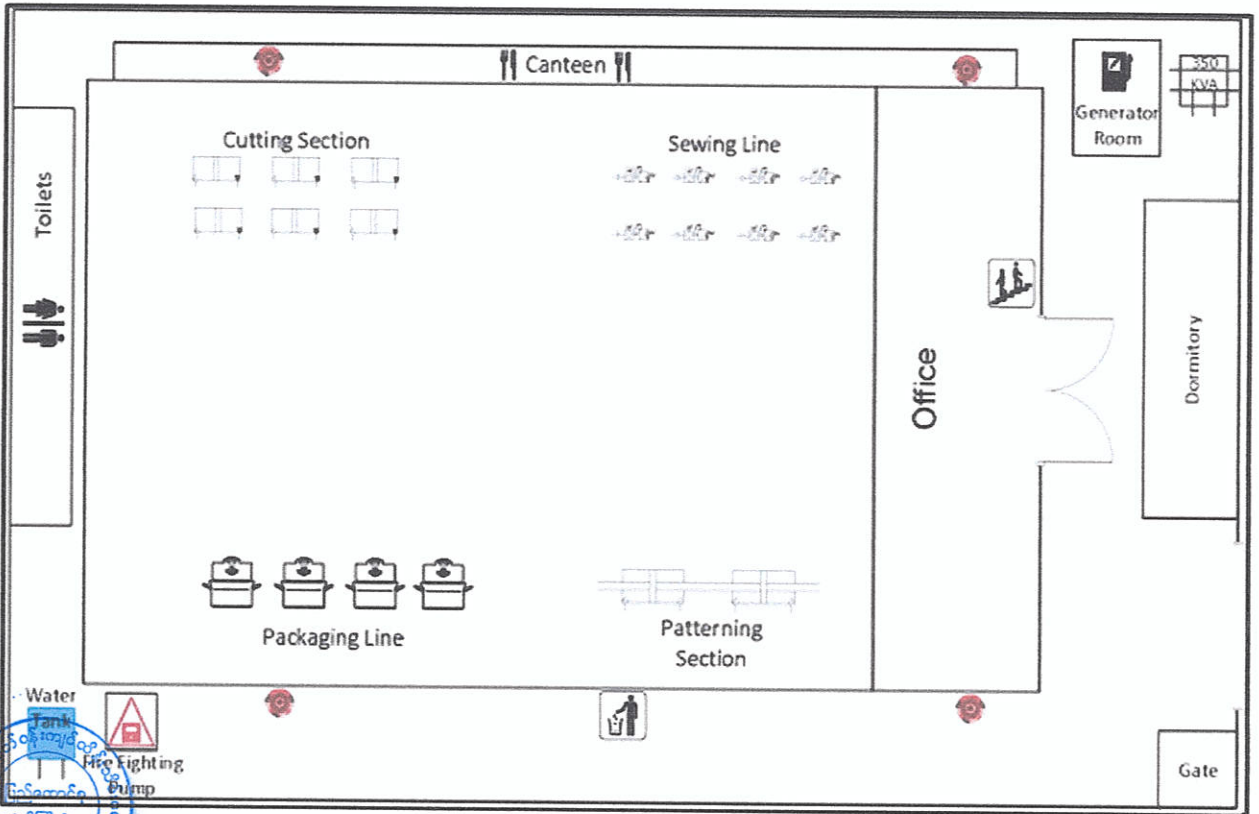 Canteen
350
KVA
Generator
Room
Cutting Section
Sewing Line
Toilets
Office
Dormitory
Packaging Line
Patterning
Section
Water
Tank
Fire Fighting
Pump
Gate